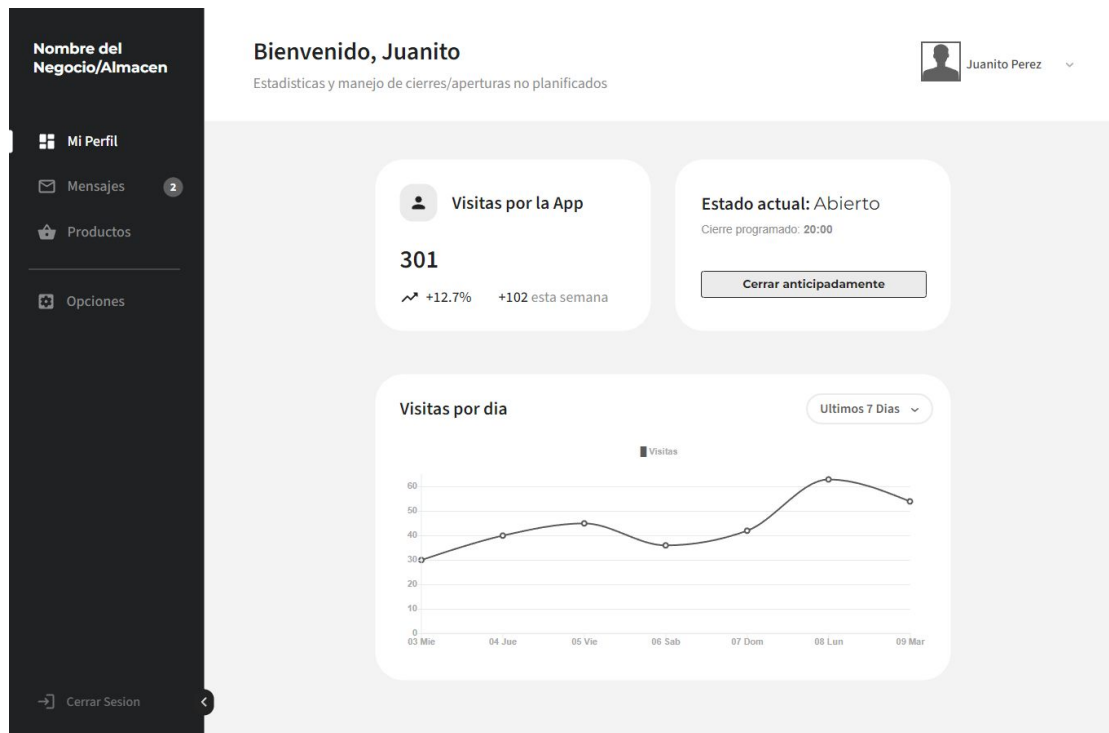 Nombre del
Negocio/Almacen
Mi Perfil
Mensajes 2
Productos
Opciones
Cerrar Sesion
Bienvenido, Juanito
Estadisticas y manejo de cierres/aperturas no planificados
Juanito Perez
Visitas por la App
301
+12.7% +102 esta semana
Estado actual: Abierto
Cierre programado: 20:00
Cerrar anticipadamente
Visitas por dia
Ultimos 7 Dias
Visitas
60
50
40
30
20
10
0
03 Mie 04 Jue 05 Vie 06 Sab 07 Dom 08 Lun 09 Mar